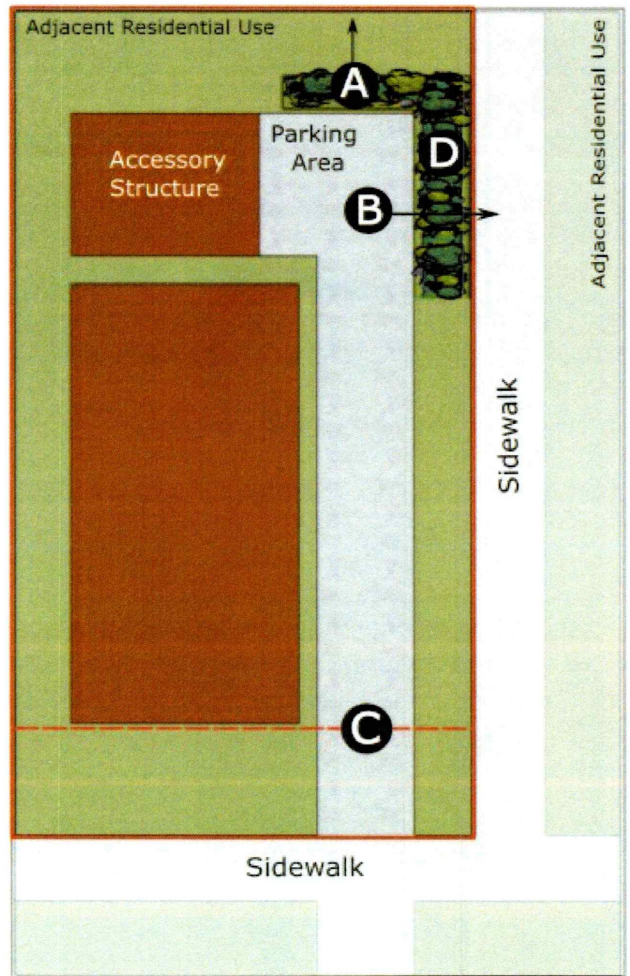 Adjacent Residential Use
Adjacent Residential Use
A
Parking
Area
D
Accessory
Structure
B
Sidewalk
C
Sidewalk